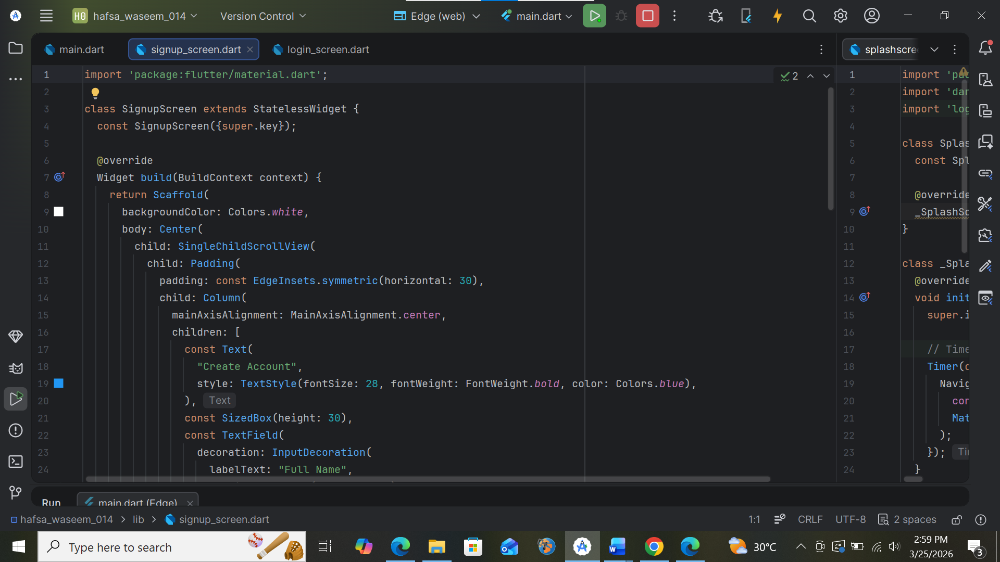 H0 hafsa_waseem_014 Version Control Edge (web) main.dart
main.dart signup_screen.dart login_screen.dart
1 import 'package:flutter/material.dart';
2
3 class SignupScreen extends StatelessWidget {
4 const SignupScreen({super.key});
5
6 @override
7 Widget build(BuildContext context) {
8 return Scaffold(
9 backgroundColor: Colors.white,
10 body: Center(
11 child: SingleChildScrollView(
12 child: Padding(
13 padding: const EdgeInsets.symmetric(horizontal: 30),
14 child: Column(
15 mainAxisAlignment: MainAxisAlignment.center,
16 children: [
17 const Text(
18 "Create Account",
19 style: TextStyle(fontSize: 28, fontWeight: FontWeight.bold, color: Colors.blue),
20 ), Text
21 const SizedBox(height: 30),
22 const TextField(
23 decoration: InputDecoration(
24 labelText: "Full Name",
2
splashscre
1 import 'pac
2 import 'dar
3 import 'log
4
5 class Splas
6 const Spl
7
8 @override
9 _SplashSc
10 }
11
12 class _Spla
13 @override
14 void init
15 super.i
16
17 // Time
18 Timer(
19 Navig
20 con
21 Mat
22 );
23 }); Tim
24 }
Run main.dart (Edge)
hafsa_waseem_014 > lib > signup_screen.dart 1:1 CRLF UTF-8 2 spaces
Type here to search
30°C
2:59 PM
3/25/2026
3